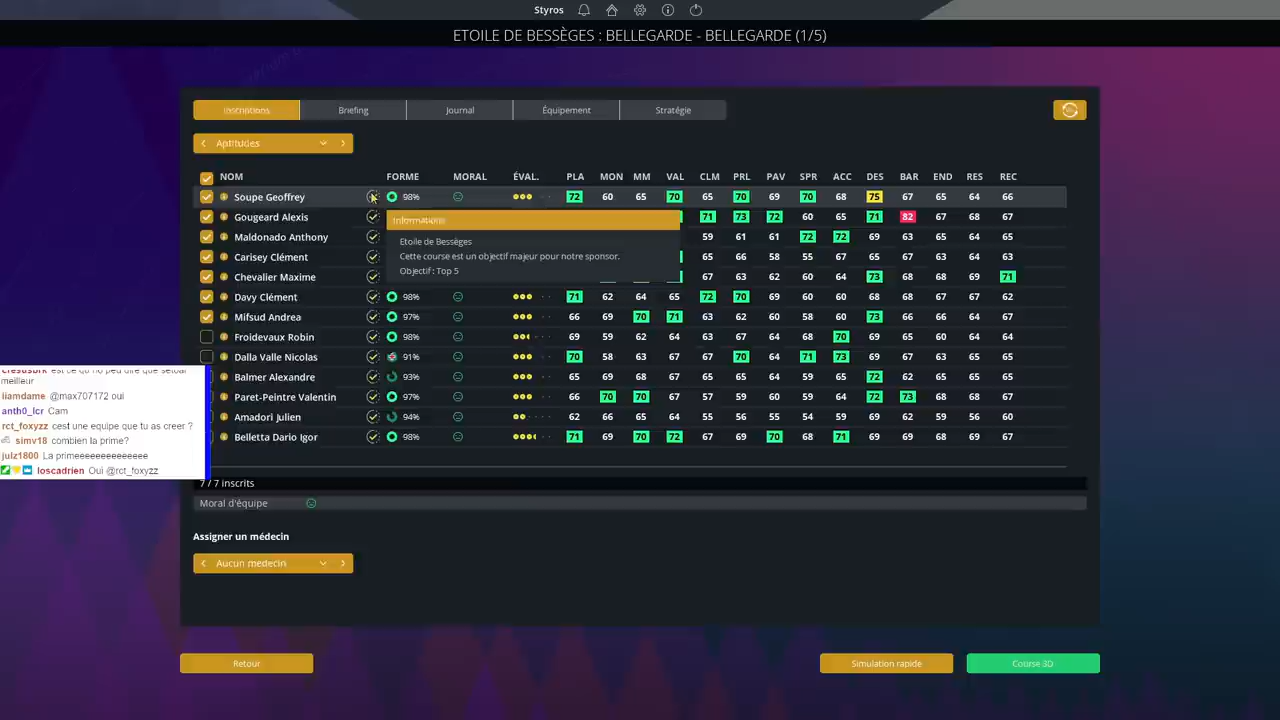 Styros
ETOILE DE BESSÈGES : BELLEGARDE - BELLEGARDE (1/5)
Inscriptions Briefing Journal Équipement Stratégie
Aptitudes
NOM FORME MORAL ÉVAL. PLA MON MM VAL CLM PRL PAV SPR ACC DES BAR END RES REC
Soupe Geoffrey 98% 72 60 65 70 65 70 69 70 68 75 67 65 64 66
Gougeard Alexis 71 73 72 60 65 71 82 67 68 67
Maldonado Anthony 59 61 61 72 72 69 63 65 64 65
Carisey Clément 65 66 58 55 67 65 67 63 64 63
Chevalier Maxime 67 63 62 60 64 73 68 68 68 71
Davy Clément 98% 71 62 64 65 72 70 69 60 60 68 68 67 67 62
Mifsud Andrea 97% 66 69 70 71 63 62 60 58 60 73 66 66 64 67
Froidevaux Robin 98% 69 59 62 64 63 67 64 68 70 69 69 65 64 64
Dalla Valle Nicolas 91% 70 58 63 67 67 70 64 71 73 69 67 63 65 65
Balmer Alexandre 93% 65 69 68 67 65 65 64 59 65 72 62 65 65 65
Paret-Peintre Valentin 97% 66 70 70 67 57 59 60 59 64 72 73 68 68 67
Amadori Julien 94% 62 66 65 64 55 55 54 54 59 69 62 59 56 60
Belletta Dario Igor 98% 71 69 70 72 67 69 70 68 71 69 69 68 69 67
Informations
Etoile de Bessèges
Cette course est un objectif majeur pour notre sponsor.
Objectif : Top 5
meilleur
liamdame @max707172 oui
anth0_lcr Cam
rct_foxyzz cest une equipe que tu as creer ?
simv18 combien la prime?
julz1800 La primeeeeeeeeeeeeee
loscadrien Oui @rct_foxyzz
7 / 7 inscrits
Moral d'équipe
Assigner un médecin
Aucun médecin
Retour Simulation rapide Course 3D